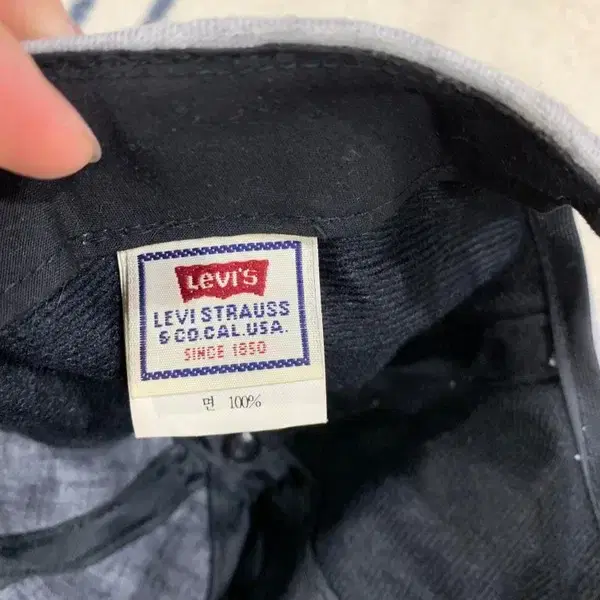 Levi's
LEVI STRAUSS
& CO.CAL.USA.
SINCE 1850
면 100%